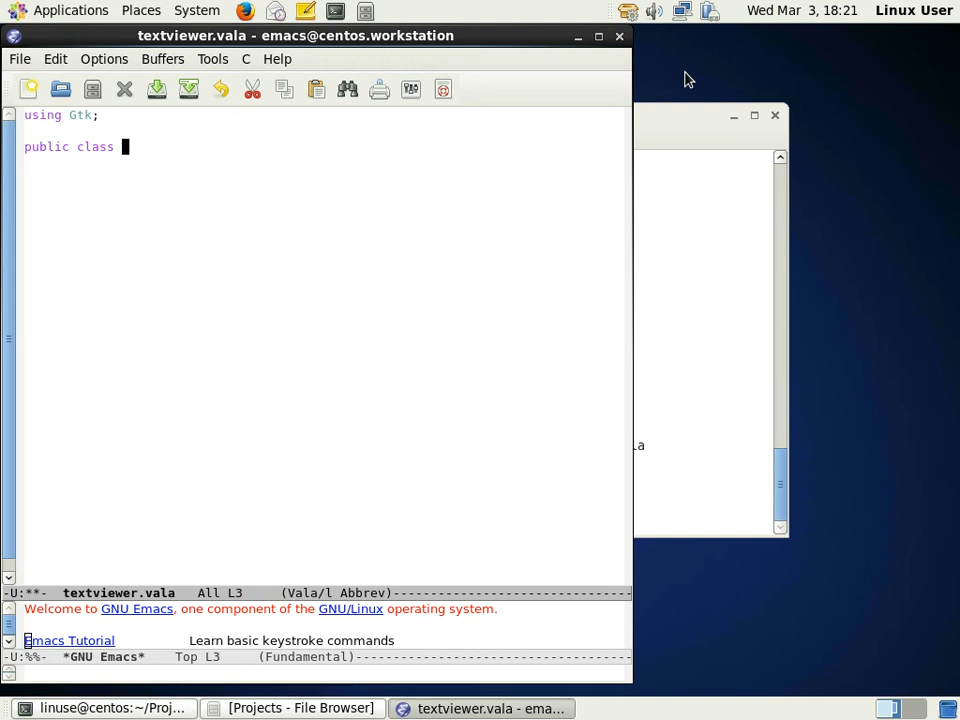 Applications Places System Wed Mar 3, 18:21 Linux User
textviewer.vala - emacs@centos.workstation
File Edit Options Buffers Tools C Help
using Gtk;
public class
la
-U:**- textviewer.vala All L3 (Vala/l Abbrev)--------------------------------
Welcome to GNU Emacs, one component of the GNU/Linux operating system.
Emacs Tutorial Learn basic keystroke commands
-U:%%- *GNU Emacs* Top L3 (Fundamental)-------------------------------------
linuse@centos:~/Proj... [Projects - File Browser] textviewer.vala - ema...